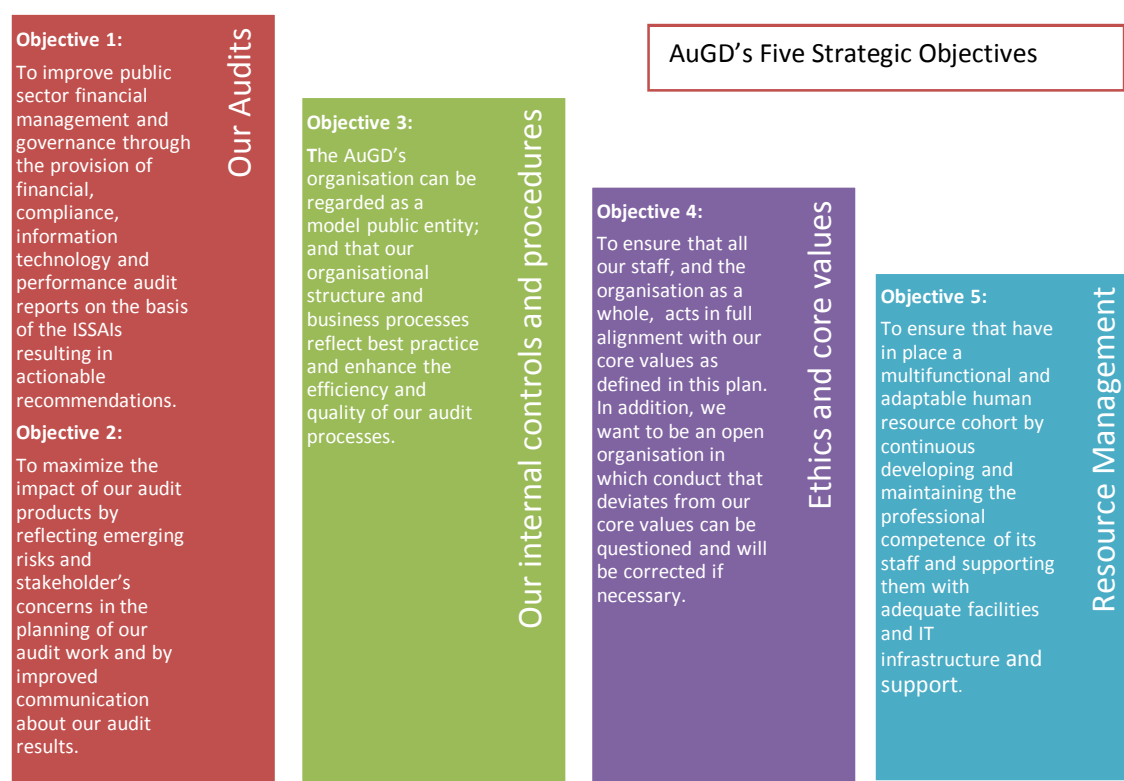 AuGD’s Five Strategic Objectives
Our Audits
Objective 1:
To improve public
sector financial
management and
governance through
the provision of
financial,
compliance,
information
technology and
performance audit
reports on the basis
of the ISSAIs
resulting in
actionable
recommendations.
Objective 2:
To maximize the
impact of our audit
products by
reflecting emerging
risks and
stakeholder’s
concerns in the
planning of our
audit work and by
improved
communication
about our audit
results.
Our internal controls and procedures
Objective 3:
The AuGD’s
organisation can be
regarded as a
model public entity;
and that our
organisational
structure and
business processes
reflect best practice
and enhance the
efficiency and
quality of our audit
processes.
Ethics and core values
Objective 4:
To ensure that all
our staff, and the
organisation as a
whole,  acts in full
alignment with our
core values as
defined in this plan.
In addition, we
want to be an open
organisation in
which conduct that
deviates from our
core values can be
questioned and will
be corrected if
necessary.
Resource Management
Objective 5:
To ensure that have
in place a
multifunctional and
adaptable human
resource cohort by
continuous
developing and
maintaining the
professional
competence of its
staff and supporting
them with
adequate facilities
and IT
infrastructure and
support.